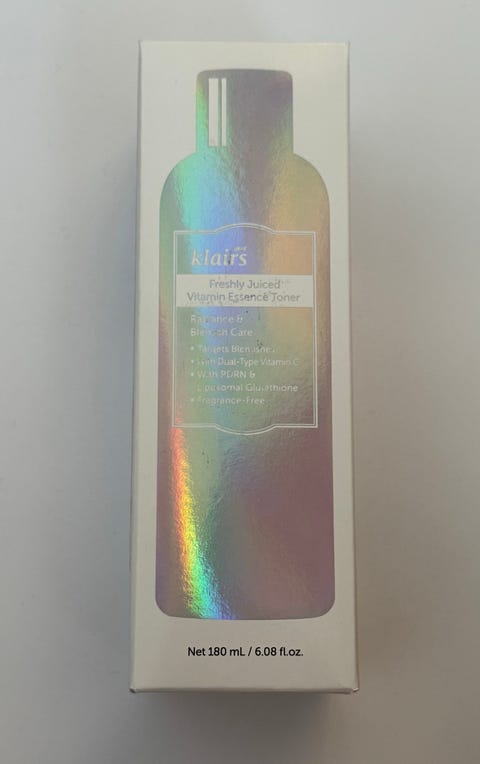 dear
klairs
Freshly Juiced
Vitamin Essence Toner
Radiance &
Blemish Care
• Targets Blemishes
• With Dual-Type Vitamin C
• With PDRN &
Liposomal Glutathione
• Fragrance-Free
Net 180 mL / 6.08 fl.oz.